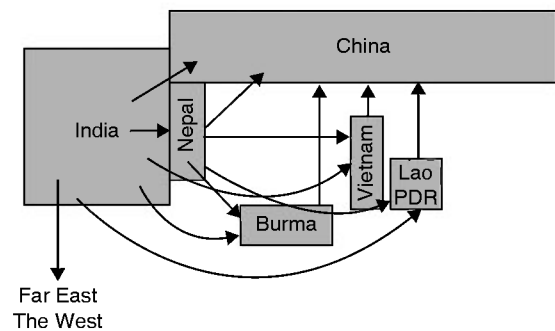 China
India
Nepal
Vietnam
Lao
PDR
Burma
Far East
The West